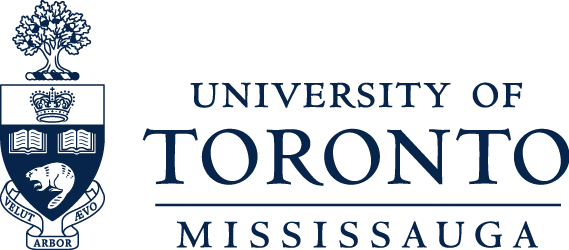 UNIVERSITY OF
TORONTO
MISSISSAUGA
VELUT ARBOR ÆVO